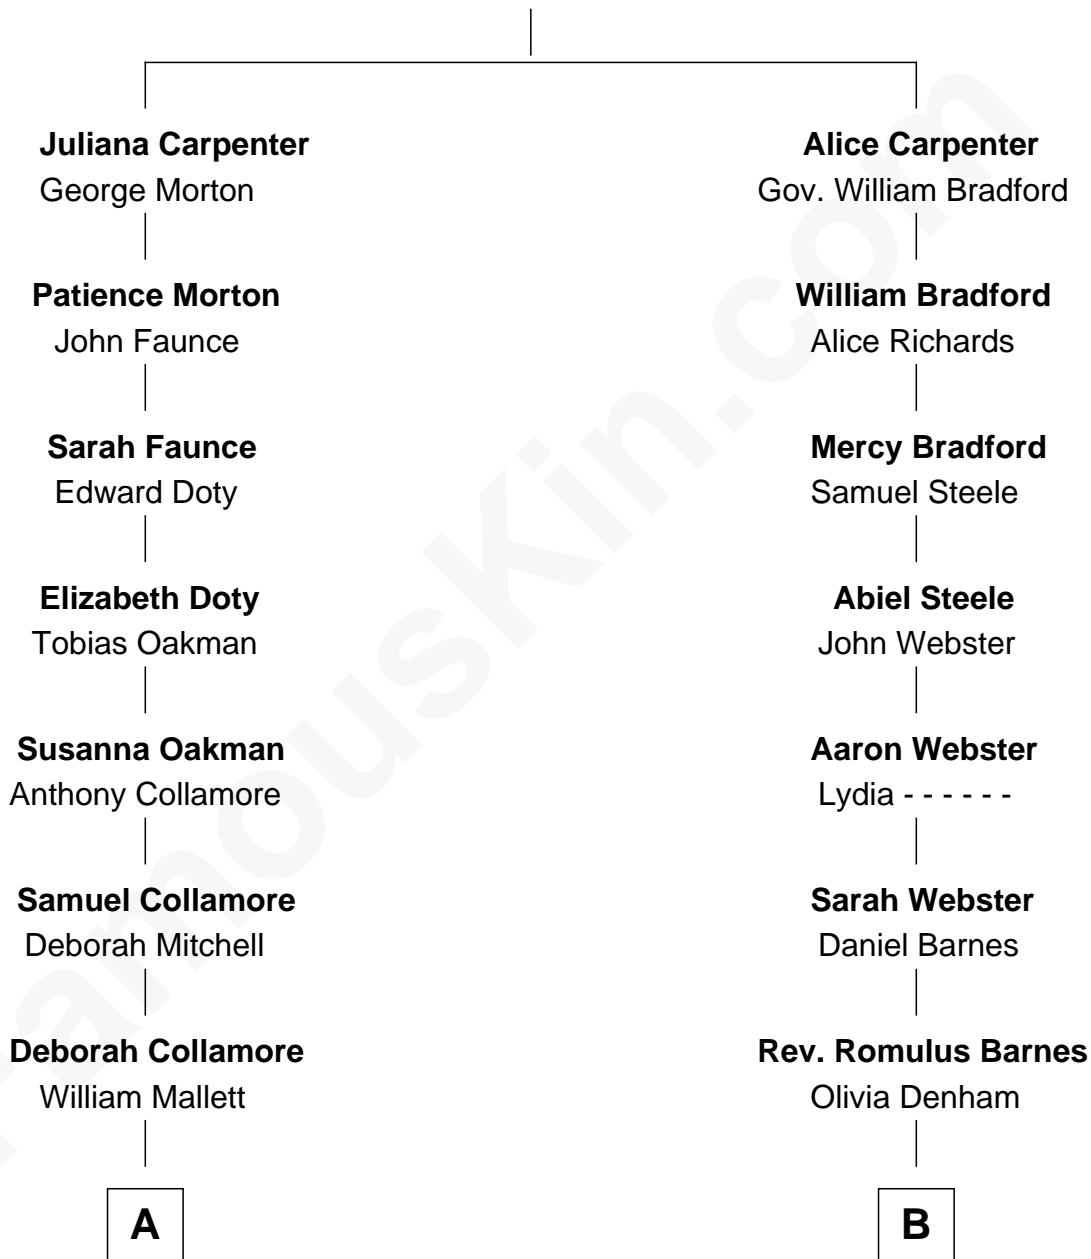 Juliana Carpenter
George Morton
Alice Carpenter
Gov. William Bradford
Patience Morton
John Faunce
William Bradford
Alice Richards
Sarah Faunce
Edward Doty
Mercy Bradford
Samuel Steele
Elizabeth Doty
Tobias Oakman
Abiel Steele
John Webster
Susanna Oakman
Anthony Collamore
Aaron Webster
Lydia - - - - - -
Samuel Collamore
Deborah Mitchell
Sarah Webster
Daniel Barnes
Deborah Collamore
William Mallett
Rev. Romulus Barnes
Olivia Denham
A
B
FamousKin.com